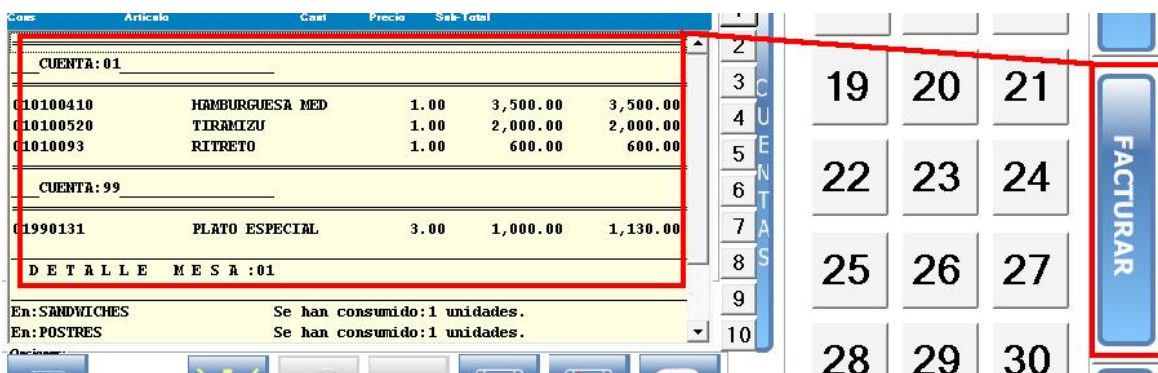 Cons Articulo Cant Precio Sub-Total
CUENTA:01
010100410 HAMBURGUESA MED 1.00 3,500.00 3,500.00
010100520 TIRAMIZU 1.00 2,000.00 2,000.00
01010093 RITRETO 1.00 600.00 600.00
CUENTA:99
01990131 PLATO ESPECIAL 3.00 1,000.00 1,130.00
D E T A L L E M E S A :01
En:SANDWICHES Se han consumido:1 unidades.
En:POSTRES Se han consumido:1 unidades.
Opciones:
1
2
3
4
5
6
7
8
9
10
CUENTAS
19 20 21
22 23 24
25 26 27
28 29 30
FACTURAR